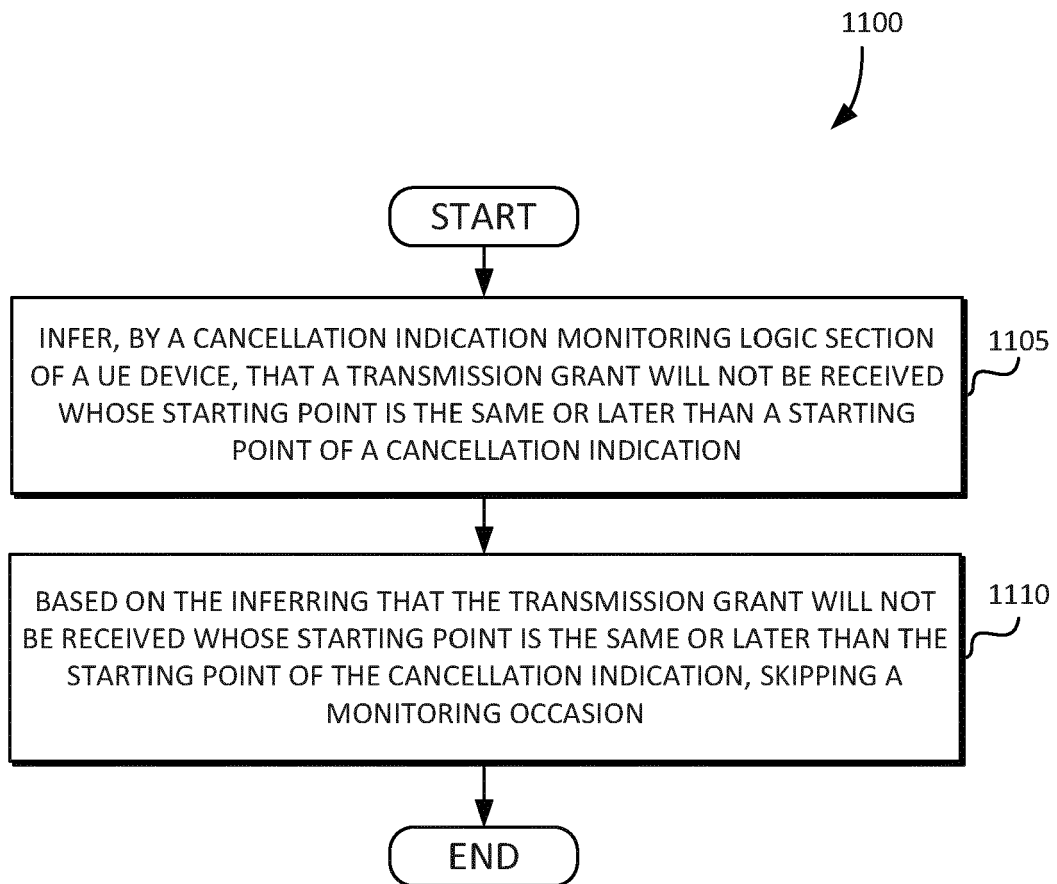 1100
START
INFER, BY A CANCELLATION INDICATION MONITORING LOGIC SECTION
OF A UE DEVICE, THAT A TRANSMISSION GRANT WILL NOT BE RECEIVED
WHOSE STARTING POINT IS THE SAME OR LATER THAN A STARTING
POINT OF A CANCELLATION INDICATION
1105
BASED ON THE INFERRING THAT THE TRANSMISSION GRANT WILL NOT
BE RECEIVED WHOSE STARTING POINT IS THE SAME OR LATER THAN THE
STARTING POINT OF THE CANCELLATION INDICATION, SKIPPING A
MONITORING OCCASION
1110
END